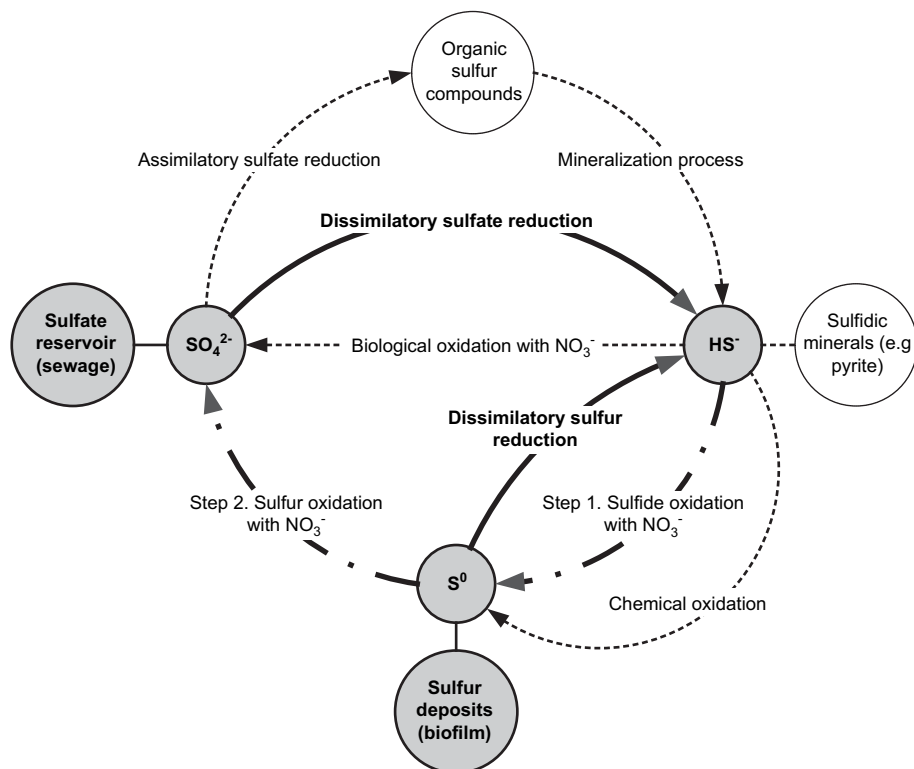 Organic
sulfur
compounds
Assimilatory sulfate reduction
Mineralization process
Dissimilatory sulfate reduction
Sulfate
reservoir
(sewage)
SO₄²⁻
Biological oxidation with NO₃⁻
HS⁻
Sulfidic
minerals (e.g
pyrite)
Dissimilatory sulfur
reduction
Step 2. Sulfur oxidation
with NO₃⁻
Step 1. Sulfide oxidation
with NO₃⁻
S⁰
Chemical oxidation
Sulfur
deposits
(biofilm)